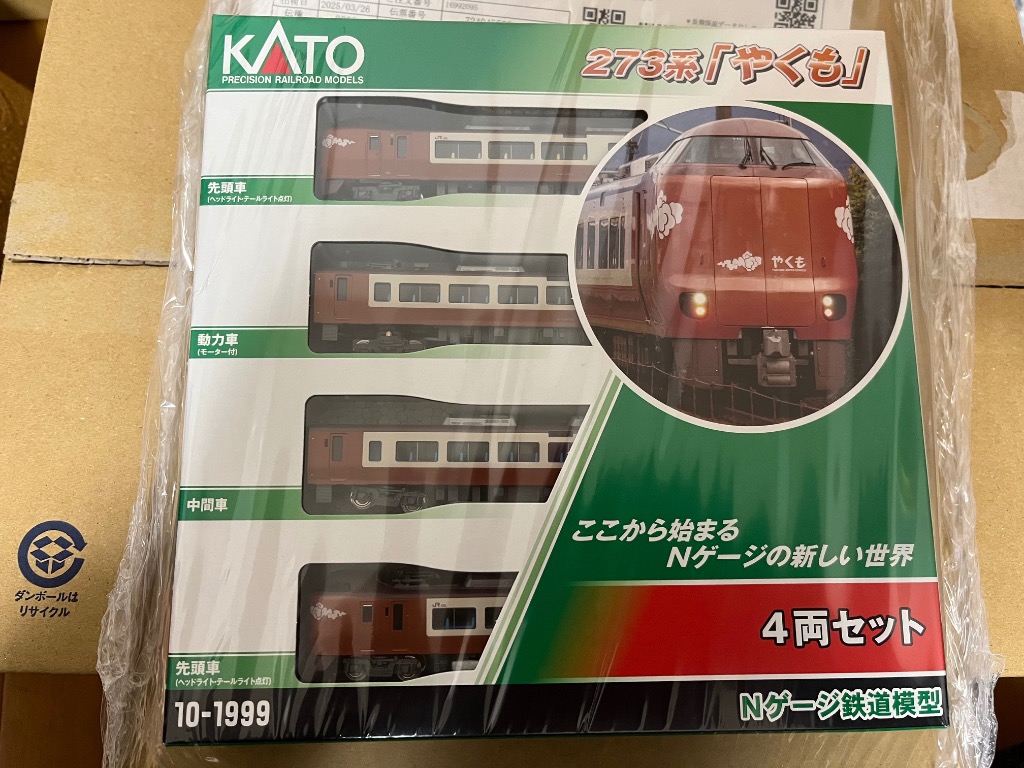 2025/03/26
16992095
伝票番号
KATO
PRECISION RAILROAD MODELS
273系「やくも」
先頭車
(ヘッドライト・テールライト点灯)
やくも
動力車
(モーター付)
中間車
ここから始まる
Nゲージの新しい世界
ダンボールは
リサイクル
4両セット
先頭車
(ヘッドライト・テールライト点灯)
10-1999
Nゲージ鉄道模型